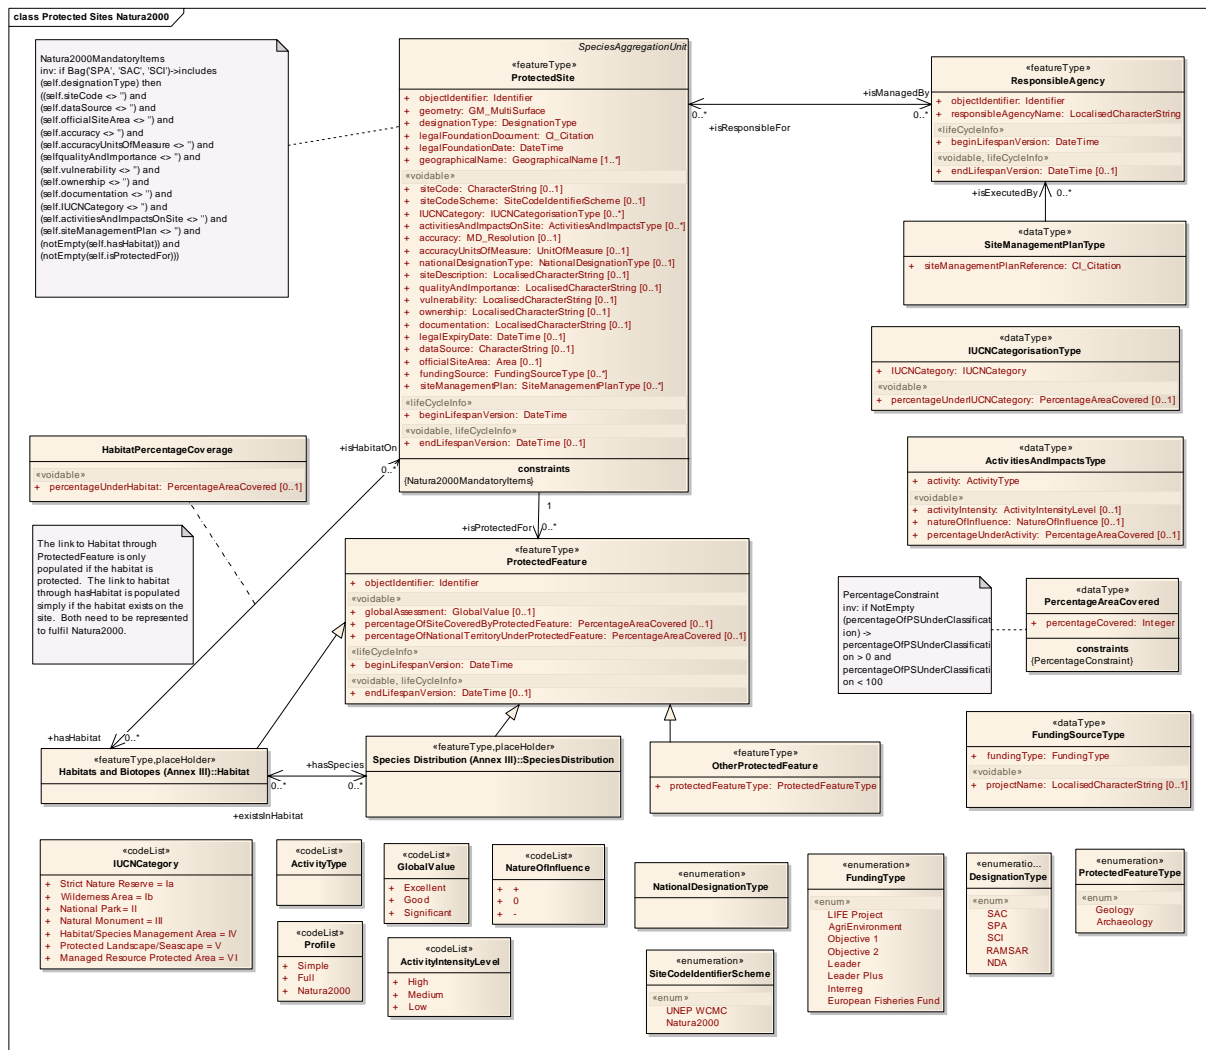 class Protected Sites Natura2000
Natura2000MandatoryItems
inv: if Bag('SPA', 'SAC', 'SCI')->includes
(self.designationType) then
((self.siteCode <> '') and
(self.dataSource <> '') and
(self.officialSiteArea <> '') and
(self.accuracy <> '') and
(self.accuracyUnitsOfMeasure <> '') and
(selfqualityAndImportance <> '') and
(self.vulnerability <> '') and
(self.ownership <> '') and
(self.documentation <> '') and
(self.IUCNCategory <> '') and
(self.activitiesAndImpactsOnSite <> '') and
(self.siteManagementPlan <> '') and
(notEmpty(self.hasHabitat)) and
(notEmpty(self.isProtectedFor)))
SpeciesAggregationUnit
«featureType»
ProtectedSite
+ objectIdentifier: Identifier
+ geometry: GM_MultiSurface
+ designationType: DesignationType
+ legalFoundationDocument: CI_Citation
+ legalFoundationDate: DateTime
+ geographicalName: GeographicalName [1..*]
«voidable»
+ siteCode: CharacterString [0..1]
+ siteCodeScheme: SiteCodeIdentifierScheme [0..1]
+ IUCNCategory: IUCNCategorisationType [0..*]
+ activitiesAndImpactsOnSite: ActivitiesAndImpactsType [0..*]
+ accuracy: MD_Resolution [0..1]
+ accuracyUnitsOfMeasure: UnitOfMeasure [0..1]
+ nationalDesignationType: NationalDesignationType [0..1]
+ siteDescription: LocalisedCharacterString [0..1]
+ qualityAndImportance: LocalisedCharacterString [0..1]
+ vulnerability: LocalisedCharacterString [0..1]
+ ownership: LocalisedCharacterString [0..1]
+ documentation: LocalisedCharacterString [0..1]
+ legalExpiryDate: DateTime [0..1]
+ dataSource: CharacterString [0..1]
+ officialSiteArea: Area [0..1]
+ fundingSource: FundingSourceType [0..*]
+ siteManagementPlan: SiteManagementPlanType [0..*]
«lifeCycleInfo»
+ beginLifespanVersion: DateTime
«voidable, lifeCycleInfo»
+ endLifespanVersion: DateTime [0..1]
constraints
{Natura2000MandatoryItems}
+isManagedBy
0..*
0..*
+isResponsibleFor
«featureType»
ResponsibleAgency
+ objectIdentifier: Identifier
+ responsibleAgencyName: LocalisedCharacterString
«lifeCycleInfo»
+ beginLifespanVersion: DateTime
«voidable, lifeCycleInfo»
+ endLifespanVersion: DateTime [0..1]
+isExecutedBy
0..*
«dataType»
SiteManagementPlanType
+ siteManagementPlanReference: CI_Citation
«dataType»
IUCNCategorisationType
+ IUCNCategory: IUCNCategory
«voidable»
+ percentageUnderIUCNCategory: PercentageAreaCovered [0..1]
«dataType»
ActivitiesAndImpactsType
+ activity: ActivityType
«voidable»
+ activityIntensity: ActivityIntensityLevel [0..1]
+ natureOfInfluence: NatureOfInfluence [0..1]
+ percentageUnderActivity: PercentageAreaCovered [0..1]
HabitatPercentageCoverage
«voidable»
+ percentageUnderHabitat: PercentageAreaCovered [0..1]
+isHabitatOn
0..*
1
+isProtectedFor
0..*
The link to Habitat through
ProtectedFeature is only
populated if the habitat is
protected. The link to habitat
through hasHabitat is populated
simply if the habitat exists on the
site. Both need to be represented
to fulfil Natura2000.
«featureType»
ProtectedFeature
+ objectIdentifier: Identifier
«voidable»
+ globalAssessment: GlobalValue [0..1]
+ percentageOfSiteCoveredByProtectedFeature: PercentageAreaCovered [0..1]
+ percentageOfNationalTerritoryUnderProtectedFeature: PercentageAreaCovered [0..1]
«lifeCycleInfo»
+ beginLifespanVersion: DateTime
«voidable, lifeCycleInfo»
+ endLifespanVersion: DateTime [0..1]
PercentageConstraint
inv: if NotEmpty
(percentageOfPSUnderClassificat
ion) ->
percentageOfPSUnderClassificati
on > 0 and
percentageOfPSUnderClassificati
on < 100
«dataType»
PercentageAreaCovered
+ percentageCovered: Integer
constraints
{PercentageConstraint}
«dataType»
FundingSourceType
+ fundingType: FundingType
«voidable»
+ projectName: LocalisedCharacterString [0..1]
+hasHabitat
0..*
«featureType,placeHolder»
Habitats and Biotopes (Annex III)::Habitat
+hasSpecies
0..*
0..*
+existsInHabitat
«featureType,placeHolder»
Species Distribution (Annex III)::SpeciesDistribution
«featureType»
OtherProtectedFeature
+ protectedFeatureType: ProtectedFeatureType
«codeList»
IUCNCategory
+ Strict Nature Reserve = Ia
+ Wilderness Area = Ib
+ National Park= II
+ Natural Monument = III
+ Habitat/Species Management Area = IV
+ Protected Landscape/Seascape = V
+ Managed Resource Protected Area = VI
«codeList»
ActivityType
«codeList»
Profile
+ Simple
+ Full
+ Natura2000
«codeList»
GlobalValue
+ Excellent
+ Good
+ Significant
«codeList»
NatureOfInfluence
+ +
+ 0
+ -
«codeList»
ActivityIntensityLevel
+ High
+ Medium
+ Low
«enumeration»
NationalDesignationType
«enumeration»
SiteCodeIdentifierScheme
«enum»
UNEP WCMC
Natura2000
«enumeration»
FundingType
«enum»
LIFE Project
AgriEnvironment
Objective 1
Objective 2
Leader
Leader Plus
Interreg
European Fisheries Fund
«enumeratio...
DesignationType
«enum»
SAC
SPA
SCI
RAMSAR
NDA
«enumeration»
ProtectedFeatureType
«enum»
Geology
Archaeology